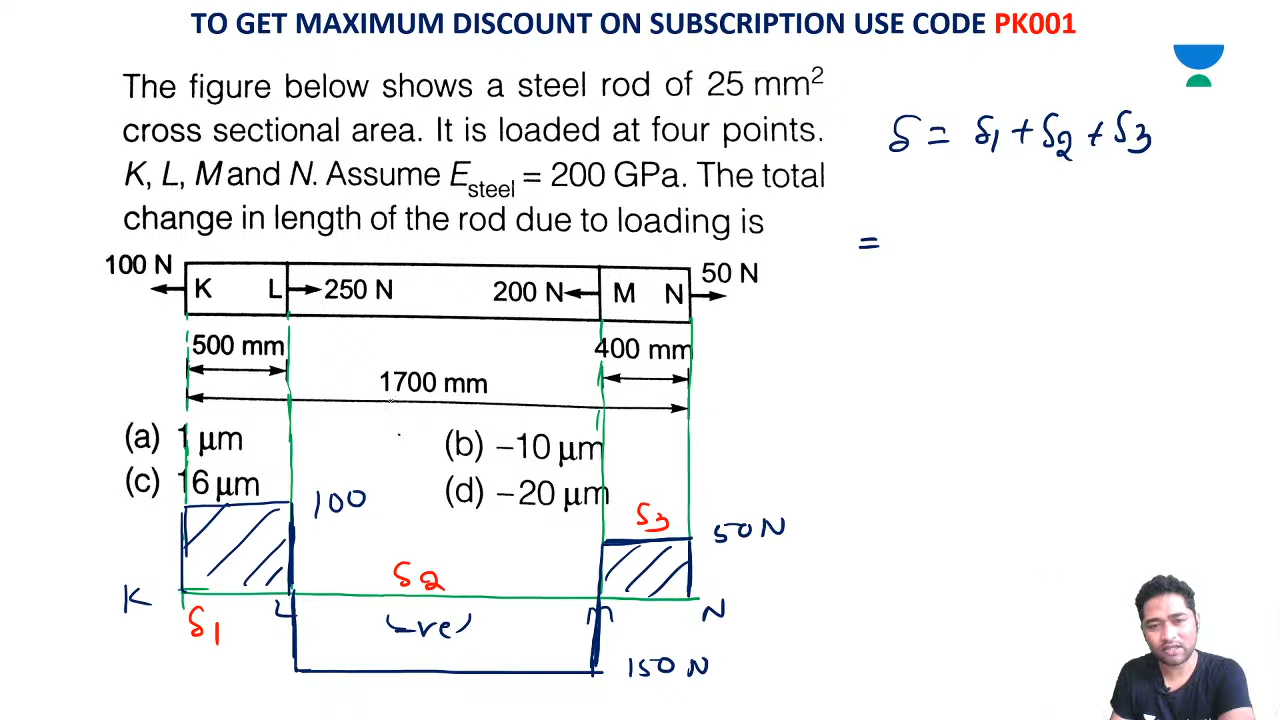 TO GET MAXIMUM DISCOUNT ON SUBSCRIPTION USE CODE PK001
The figure below shows a steel rod of 25 mm²
cross sectional area. It is loaded at four points.
K, L, M and N. Assume E_steel = 200 GPa. The total
change in length of the rod due to loading is
δ = δ1 + δ2 + δ3
=
100 N
K L 250 N 200 N M N
50 N
500 mm 400 mm
1700 mm
(a) 1 μm (b) –10 μm
(c) 16 μm (d) –20 μm
100
δ3
50 N
K δ2
δ1 L (-ve) m N
150 N